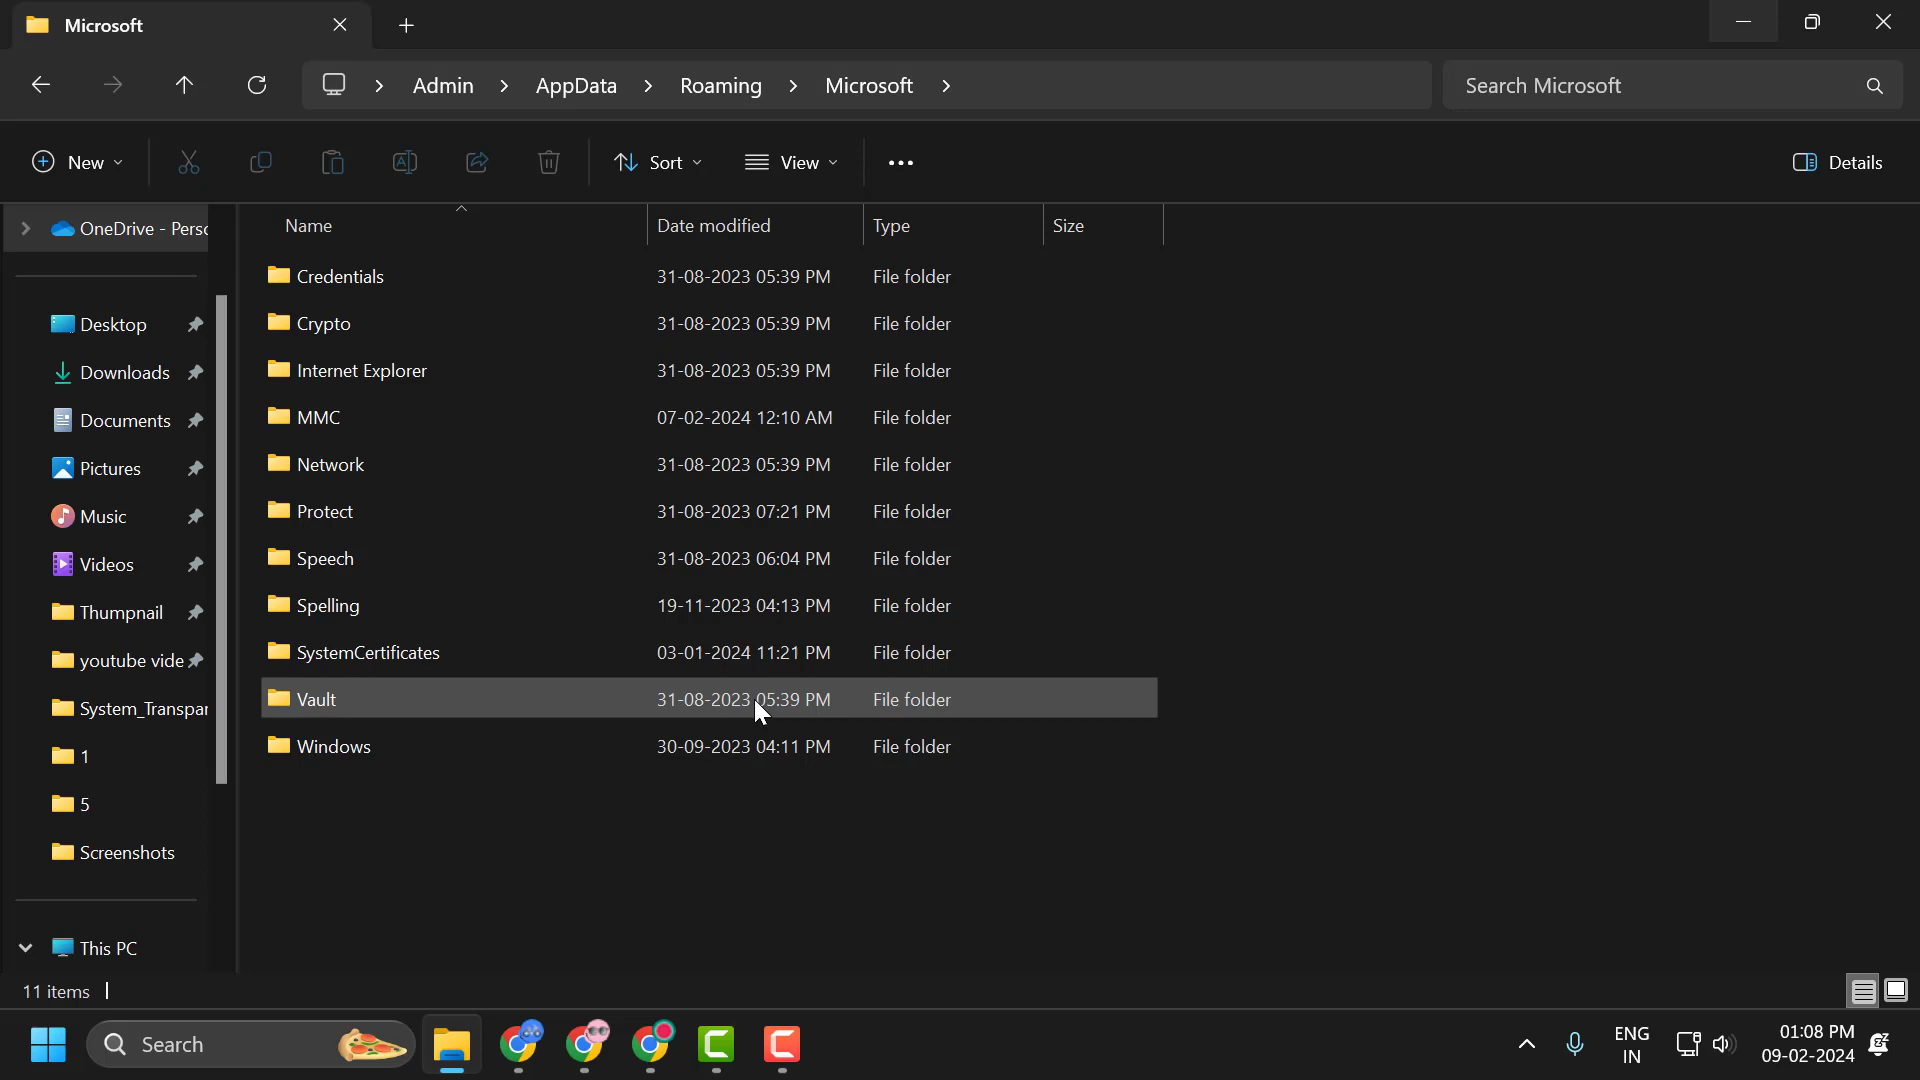 Microsoft
Admin > AppData > Roaming > Microsoft >
Search Microsoft
New
Sort
View
Details
OneDrive - Perso
Desktop
Downloads
Documents
Pictures
Music
Videos
Thumpnail
youtube vide
System_Transpar
1
5
Screenshots
This PC
Name Date modified Type Size
Credentials 31-08-2023 05:39 PM File folder
Crypto 31-08-2023 05:39 PM File folder
Internet Explorer 31-08-2023 05:39 PM File folder
MMC 07-02-2024 12:10 AM File folder
Network 31-08-2023 05:39 PM File folder
Protect 31-08-2023 07:21 PM File folder
Speech 31-08-2023 06:04 PM File folder
Spelling 19-11-2023 04:13 PM File folder
SystemCertificates 03-01-2024 11:21 PM File folder
Vault 31-08-2023 05:39 PM File folder
Windows 30-09-2023 04:11 PM File folder
11 items
Search
ENG
IN
01:08 PM
09-02-2024